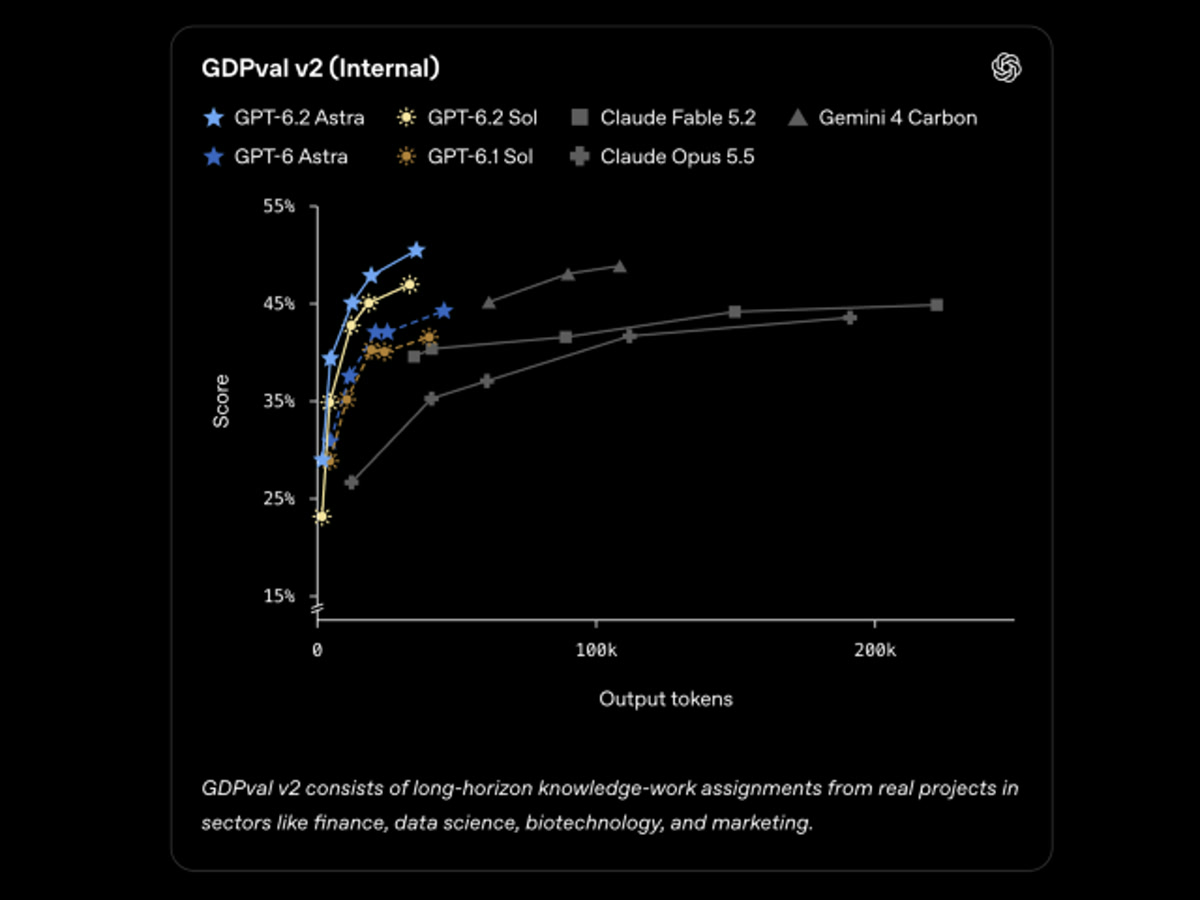 GDPval v2 (Internal)
GPT-6.2 Astra GPT-6.2 Sol Claude Fable 5.2 Gemini 4 Carbon
GPT-6 Astra GPT-6.1 Sol Claude Opus 5.5
55%
45%
35%
25%
15%
Score
0 100k 200k
Output tokens
GDPval v2 consists of long-horizon knowledge-work assignments from real projects in
sectors like finance, data science, biotechnology, and marketing.